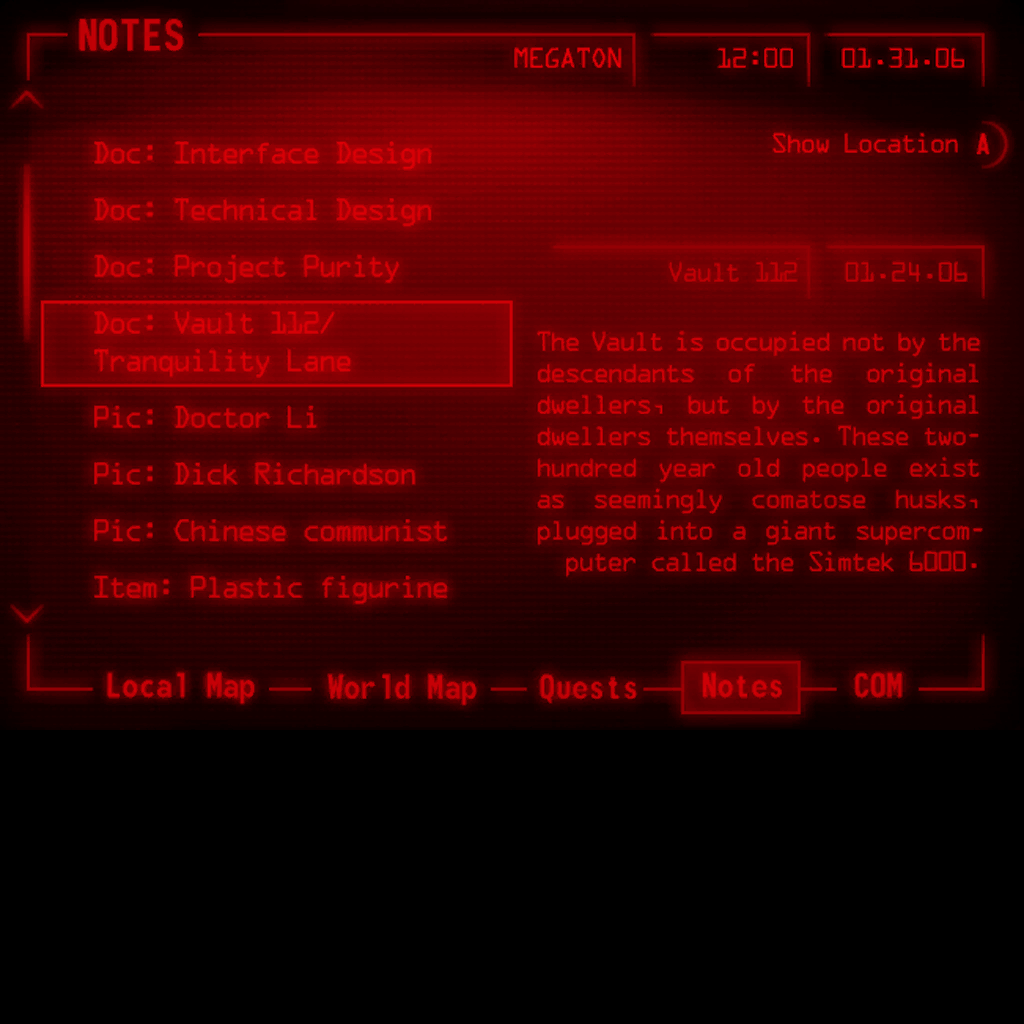 NOTES
MEGATON
12:00
01.31.06
Show Location A
Doc: Interface Design
Doc: Technical Design
Doc: Project Purity
Doc: Vault 112/
Tranquility Lane
Pic: Doctor Li
Pic: Dick Richardson
Pic: Chinese communist
Item: Plastic figurine
Vault 112
01.24.06
The Vault is occupied not by the
descendants of the original
dwellers, but by the original
dwellers themselves. These two-
hundred year old people exist
as seemingly comatose husks,
plugged into a giant supercom-
puter called the Simtek 6000.
Local Map
World Map
Quests
Notes
COM